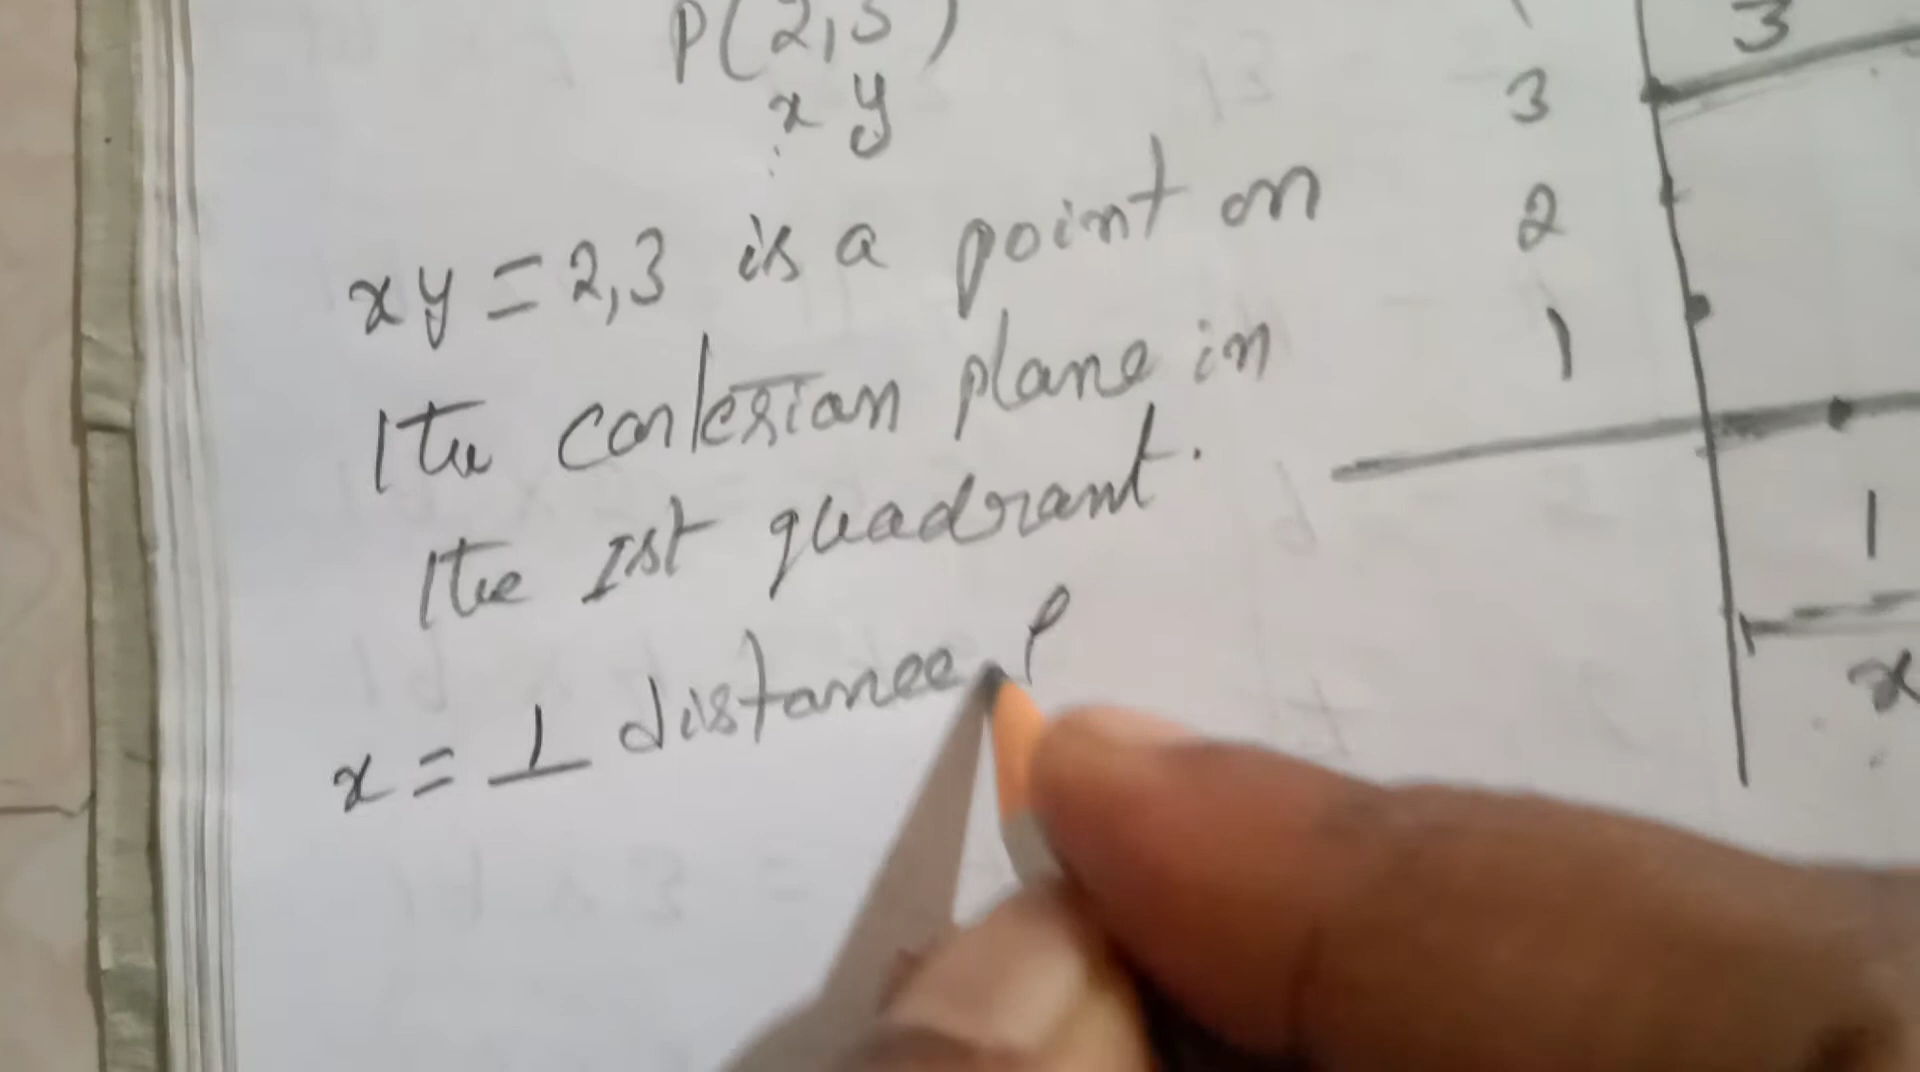 P(2,3)
x y
xy = 2,3 is a point on
the cartesian plane in
the Ist quadrant.
x = ⊥ distance
3
3
2
1
1
x